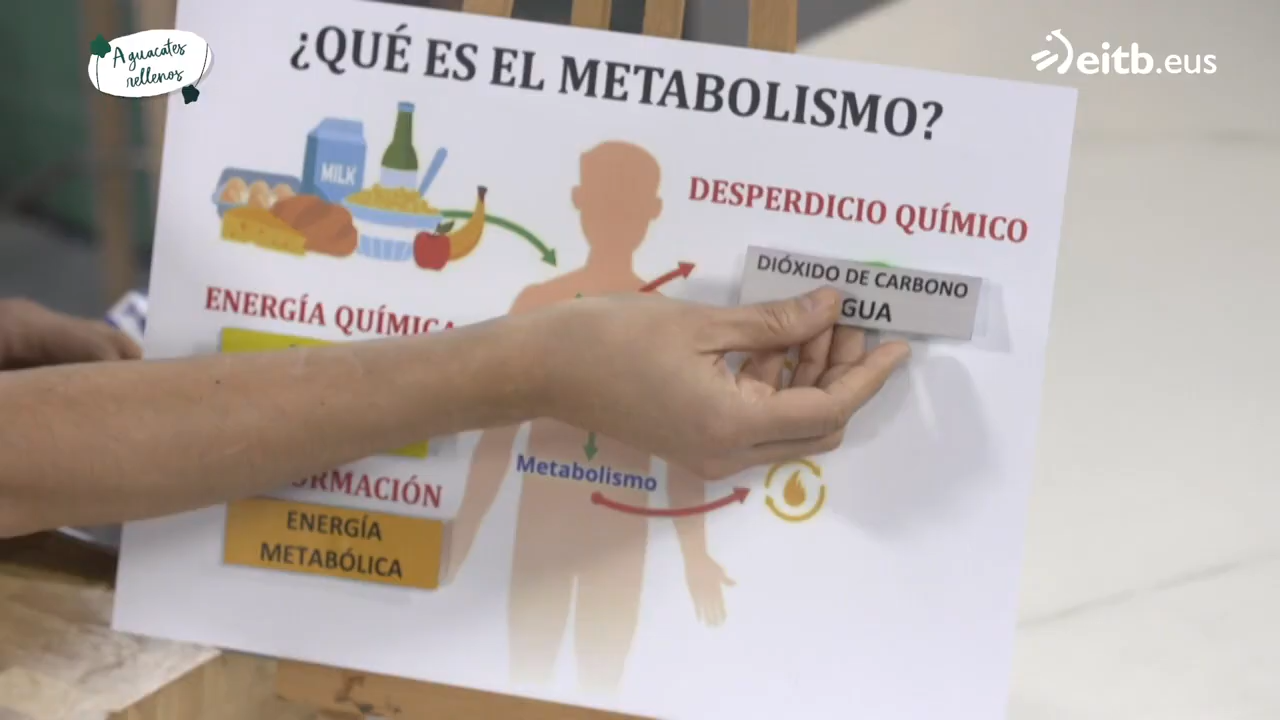 Aguacates
rellenos
eitb.eus
¿QUÉ ES EL METABOLISMO?
MILK
DESPERDICIO QUÍMICO
DIÓXIDO DE CARBONO
GUA
ENERGÍA QUÍMICA
RMACIÓN
ENERGÍA
METABÓLICA
Metabolismo